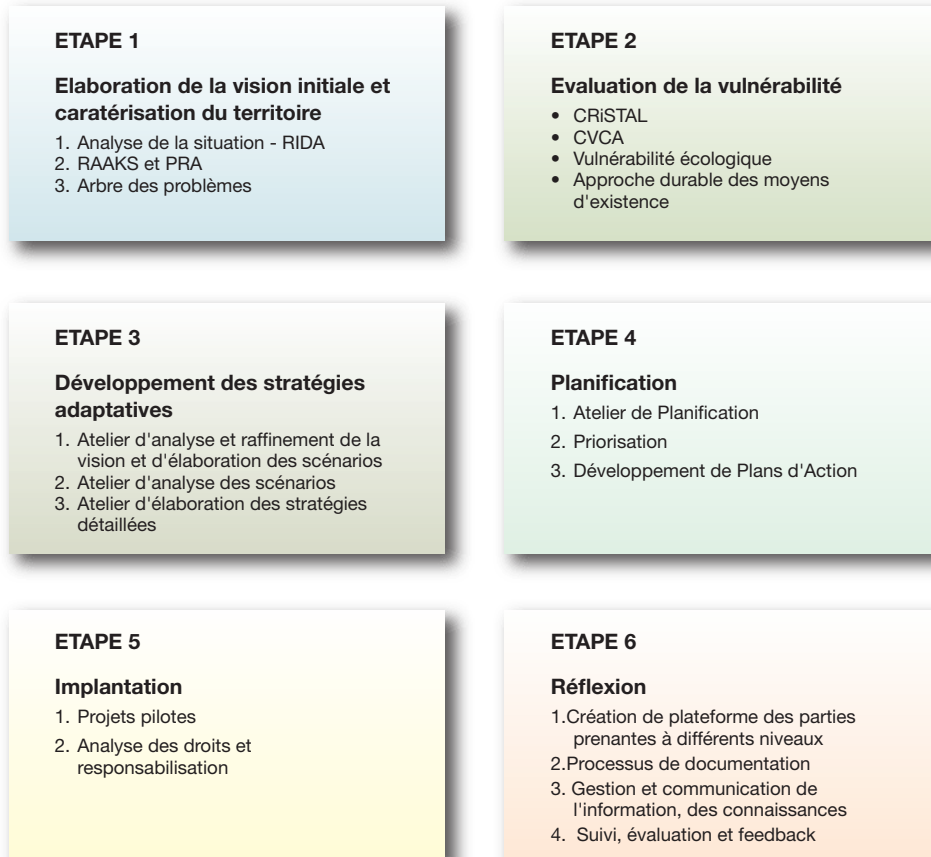 ETAPE 1
Elaboration de la vision initiale et
caratérisation du territoire
1. Analyse de la situation - RIDA
2. RAAKS et PRA
3. Arbre des problèmes
ETAPE 2
Evaluation de la vulnérabilité
• CRiSTAL
• CVCA
• Vulnérabilité écologique
• Approche durable des moyens
d'existence
ETAPE 3
Développement des stratégies
adaptatives
1. Atelier d'analyse et raffinement de la
vision et d'élaboration des scénarios
2. Atelier d'analyse des scénarios
3. Atelier d'élaboration des stratégies
détaillées
ETAPE 4
Planification
1. Atelier de Planification
2. Priorisation
3. Développement de Plans d'Action
ETAPE 5
Implantation
1. Projets pilotes
2. Analyse des droits et
responsabilisation
ETAPE 6
Réflexion
1.Création de plateforme des parties
prenantes à différents niveaux
2.Processus de documentation
3. Gestion et communication de
l'information, des connaissances
4. Suivi, évaluation et feedback